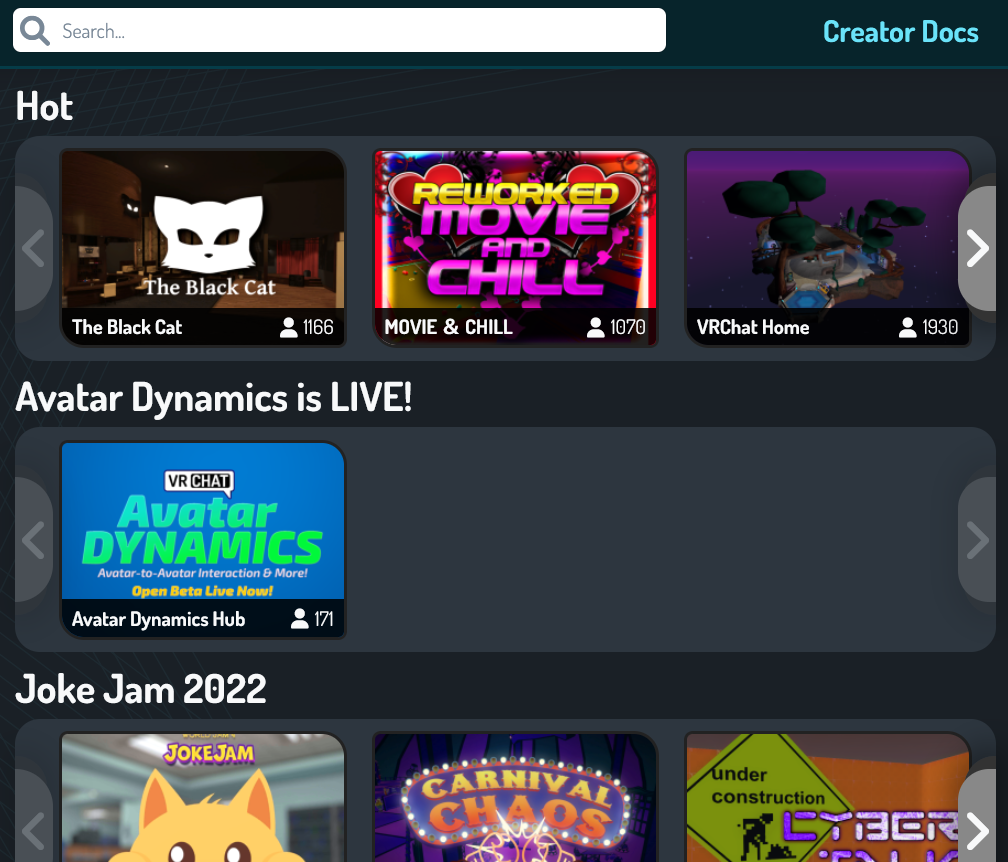 Search...
Creator Docs
Hot
The Black Cat
The Black Cat
1166
REWORKED
MOVIE
AND
CHILL
MOVIE & CHILL
1070
VRChat Home
1930
Avatar Dynamics is LIVE!
VRCHAT
Avatar
DYNAMICS
Avatar-to-Avatar Interaction & More!
Open Beta Live Now!
Avatar Dynamics Hub
171
Joke Jam 2022
JOKEJAM
CARNIVAL
CHAOS
under
construction
CYBER